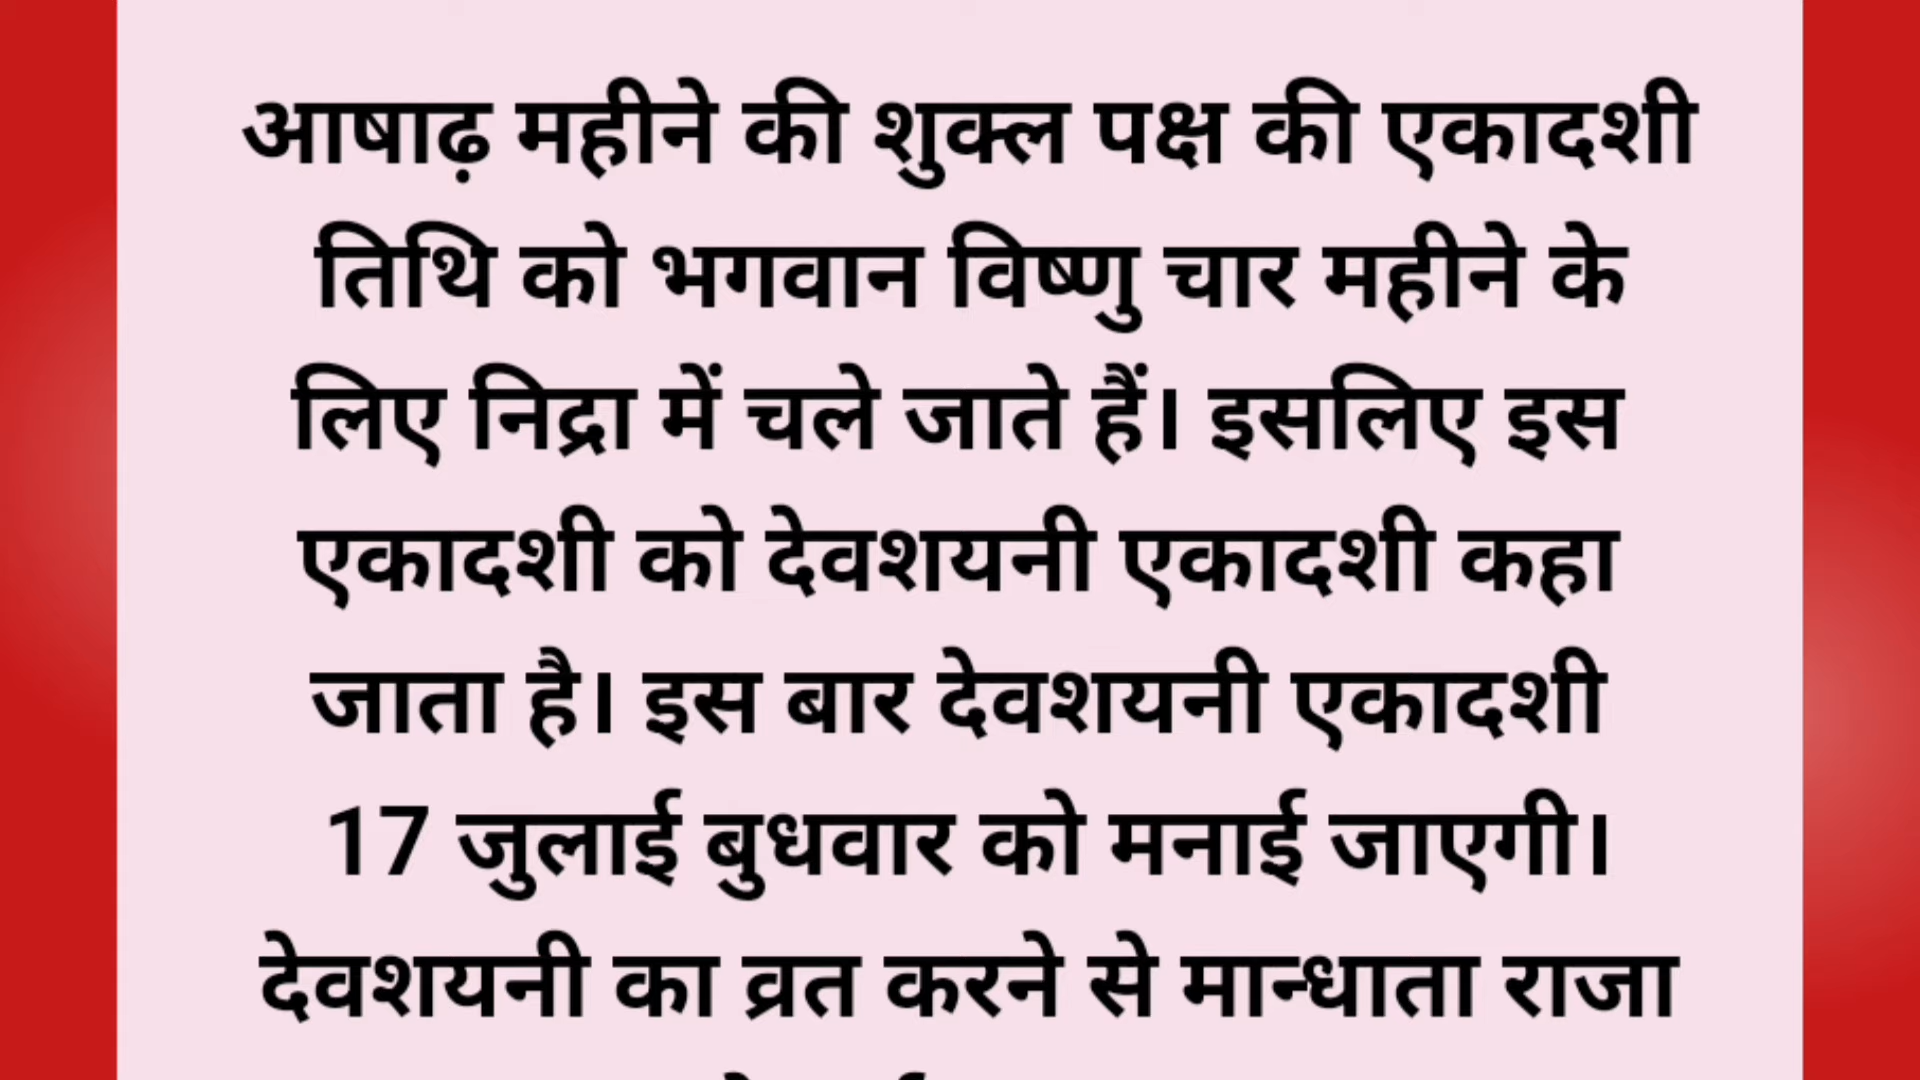 आषाढ़ महीने की शुक्ल पक्ष की एकादशी
तिथि को भगवान विष्णु चार महीने के
लिए निद्रा में चले जाते हैं। इसलिए इस
एकादशी को देवशयनी एकादशी कहा
जाता है। इस बार देवशयनी एकादशी
17 जुलाई बुधवार को मनाई जाएगी।
देवशयनी का व्रत करने से मान्धाता राजा